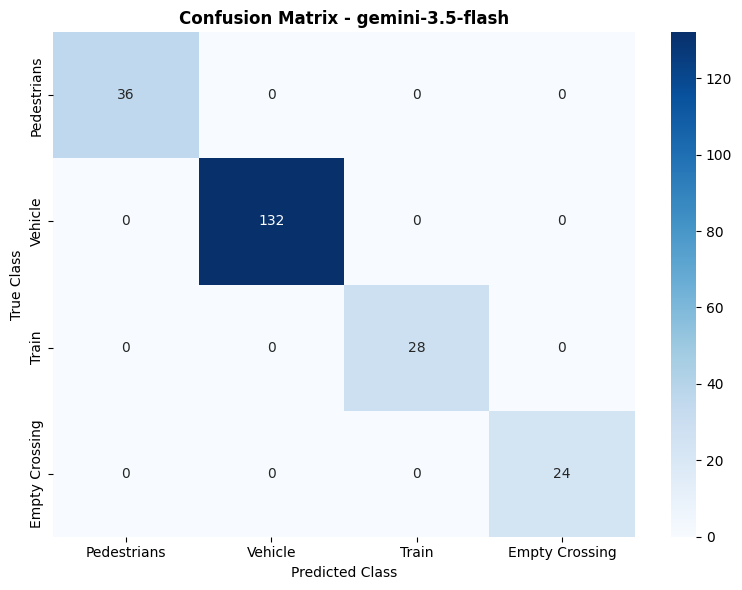 Confusion Matrix - gemini-3.5-flash
True Class
Pedestrians
36 0 0 0
Vehicle
0 132 0 0
Train
0 0 28 0
Empty Crossing
0 0 0 24
Pedestrians Vehicle Train Empty Crossing
Predicted Class
120
100
80
60
40
20
0